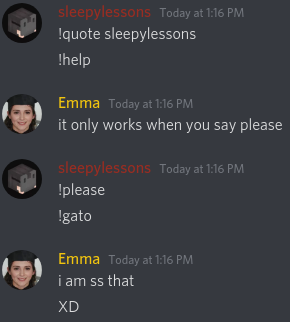 sleepylessons Today at 1:16 PM
!quote sleepylessons
!help
Emma Today at 1:16 PM
it only works when you say please
sleepylessons Today at 1:16 PM
!please
!gato
Emma Today at 1:16 PM
i am ss that
XD